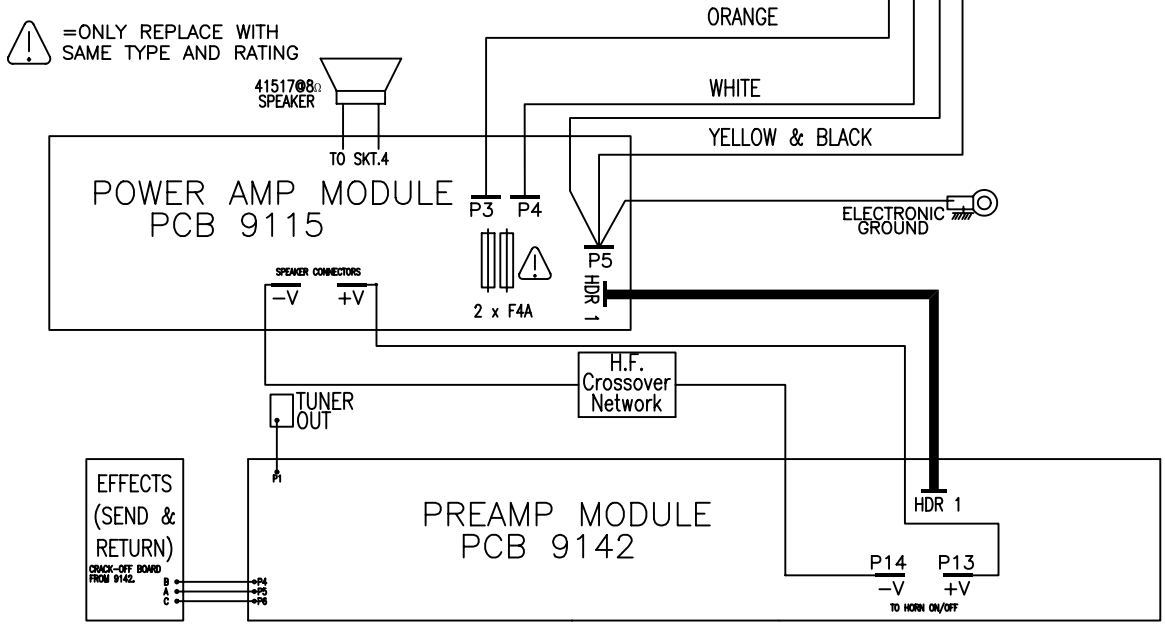 ORANGE
=ONLY REPLACE WITH
SAME TYPE AND RATING
41517@8Ω
SPEAKER
WHITE
YELLOW & BLACK
TO SKT.4
POWER AMP MODULE
PCB 9115
P3 P4
ELECTRONIC
GROUND
P5
SPEAKER CONNECTORS
-V +V
HDR 1
2 x F4A
H.F.
Crossover
Network
TUNER
OUT
P1
EFFECTS
(SEND &
RETURN)
CRACK-OFF BOARD
FROM 9142.
B P4
A P5
C P6
PREAMP MODULE
PCB 9142
HDR 1
P14 P13
-V +V
TO HORN ON/OFF